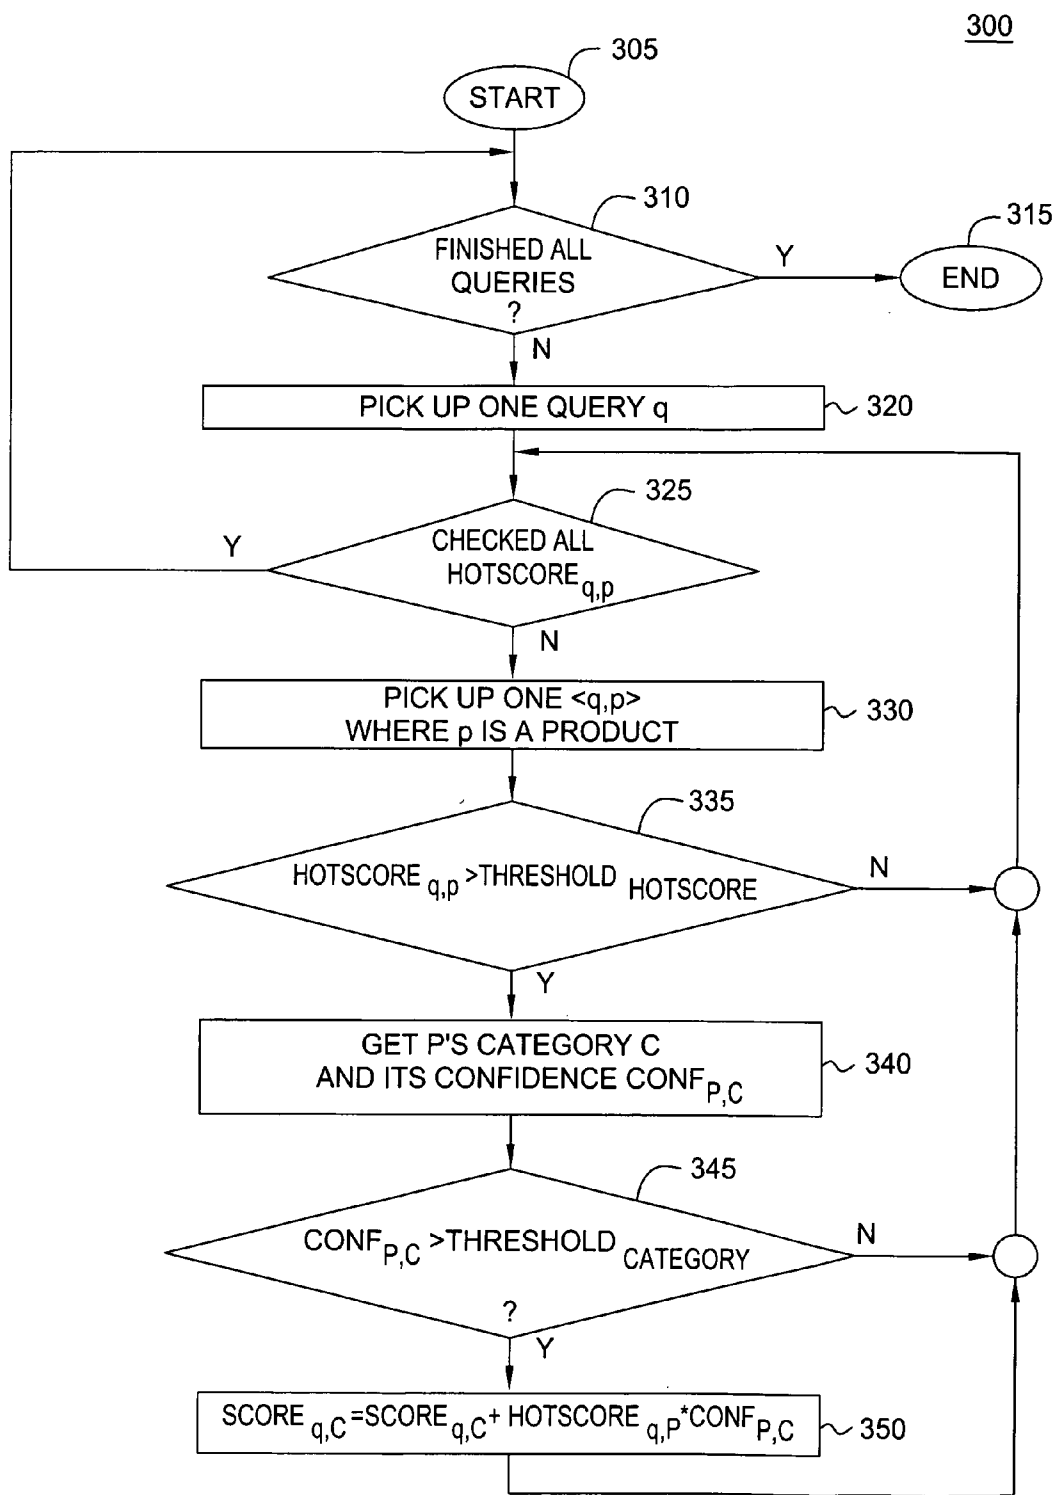 300
305
START
310
FINISHED ALL
QUERIES
?
Y
315
END
N
PICK UP ONE QUERY q
320
325
CHECKED ALL
HOTSCORE q,p
Y
N
PICK UP ONE <q,p>
WHERE p IS A PRODUCT
330
335
HOTSCORE q,p >THRESHOLD HOTSCORE
N
Y
GET P'S CATEGORY C
AND ITS CONFIDENCE CONF P,C
340
345
CONF P,C >THRESHOLD CATEGORY
?
N
Y
SCORE q,C =SCORE q,C + HOTSCORE q,P *CONF P,C
350